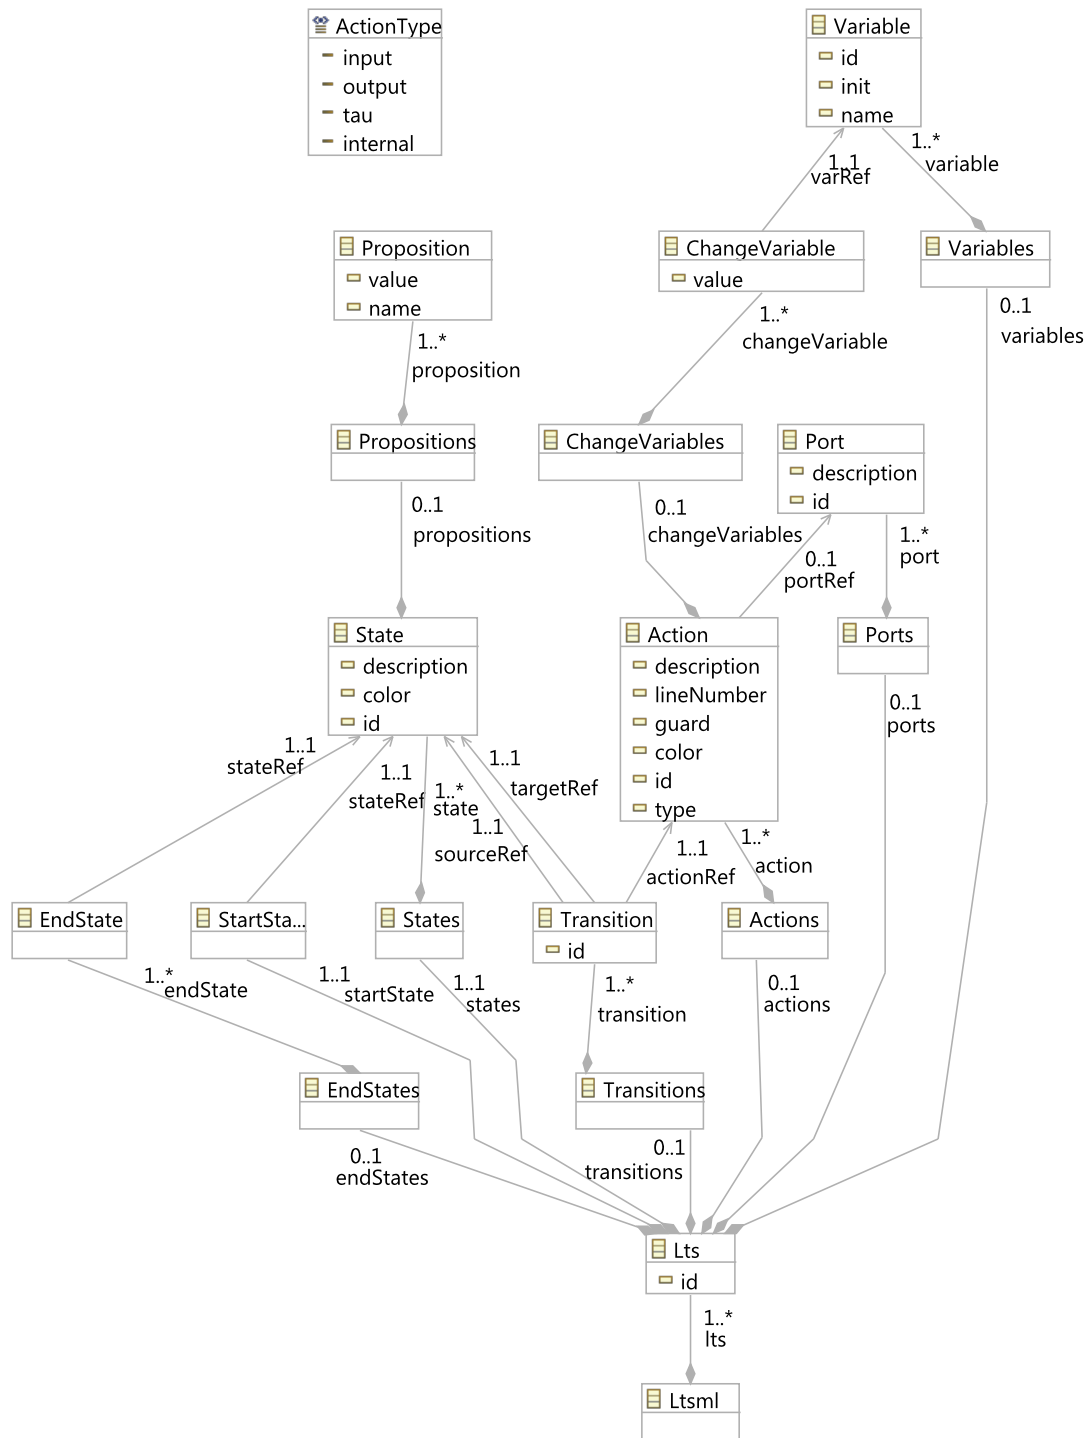 ActionType
input
output
tau
internal
Variable
id
init
name
1..1
varRef
1..*
variable
Proposition
value
name
ChangeVariable
value
Variables
1..*
proposition
1..*
changeVariable
0..1
variables
Propositions
ChangeVariables
Port
description
id
0..1
propositions
0..1
changeVariables
0..1
portRef
1..*
port
State
description
color
id
Action
description
lineNumber
guard
color
id
type
Ports
0..1
ports
1..1
stateRef
1..1
stateRef
1..*
state
1..1
sourceRef
1..1
targetRef
1..1
actionRef
1..*
action
EndState
StartSta...
States
Transition
id
Actions
1..*
endState
1..1
startState
1..1
states
1..*
transition
0..1
actions
EndStates
Transitions
0..1
endStates
0..1
transitions
Lts
id
1..*
lts
Ltsml